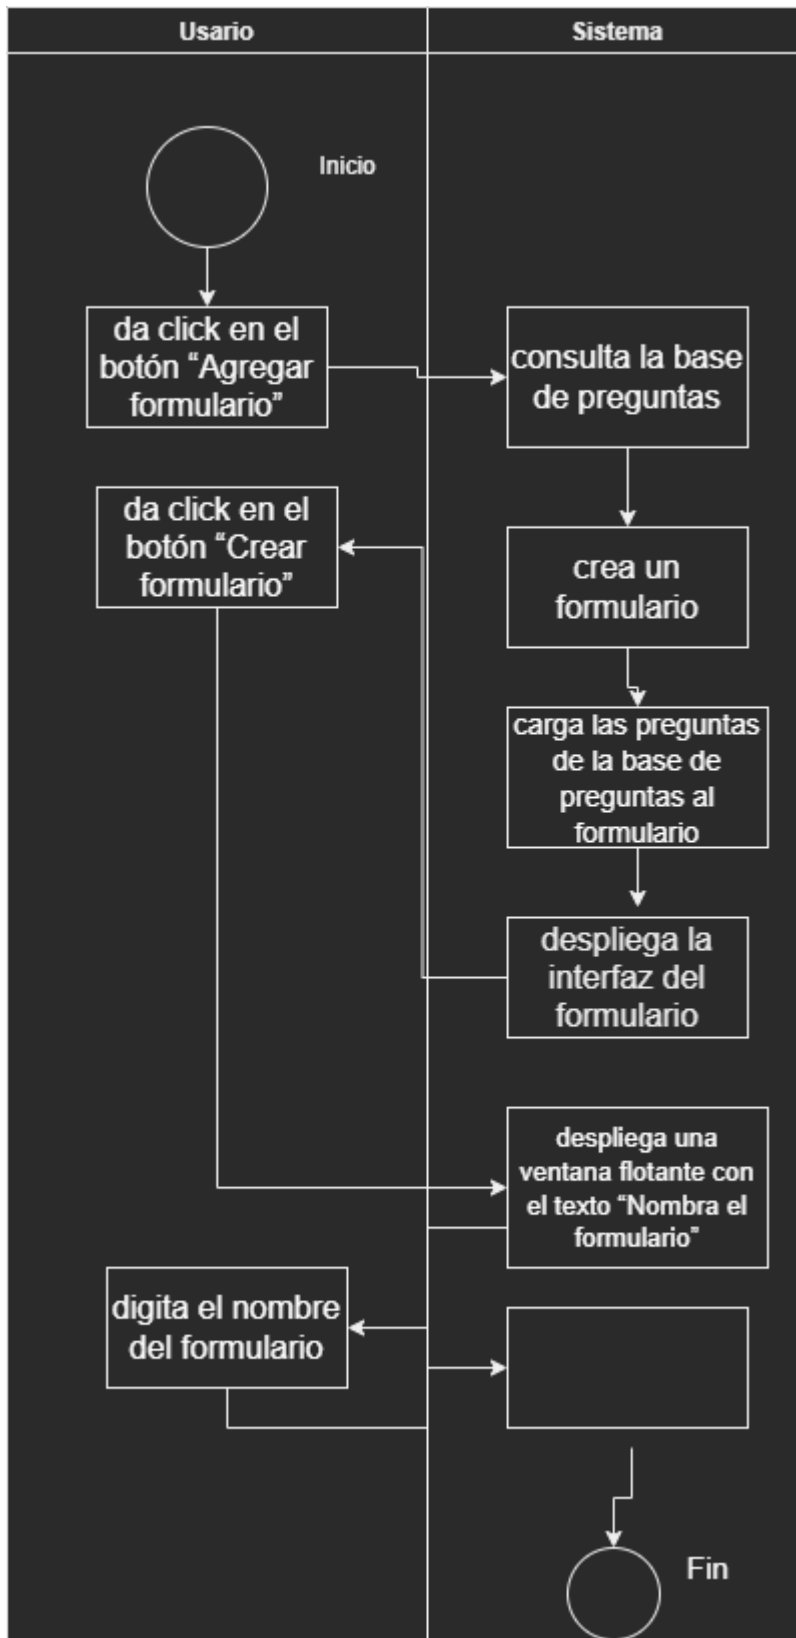 Usario
Sistema
Inicio
da click en el
botón “Agregar
formulario”
consulta la base
de preguntas
da click en el
botón “Crear
formulario”
crea un
formulario
carga las preguntas
de la base de
preguntas al
formulario
despliega la
interfaz del
formulario
despliega una
ventana flotante con
el texto “Nombra el
formulario”
digita el nombre
del formulario
Fin